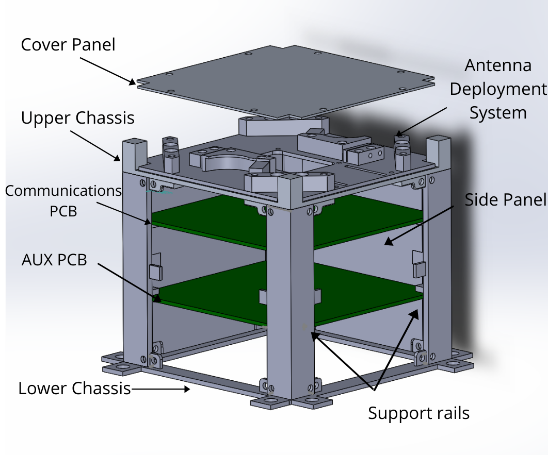 Cover Panel
Antenna
Deployment
System
Upper Chassis
Communications
PCB
Side Panel
AUX PCB
Lower Chassis
Support rails